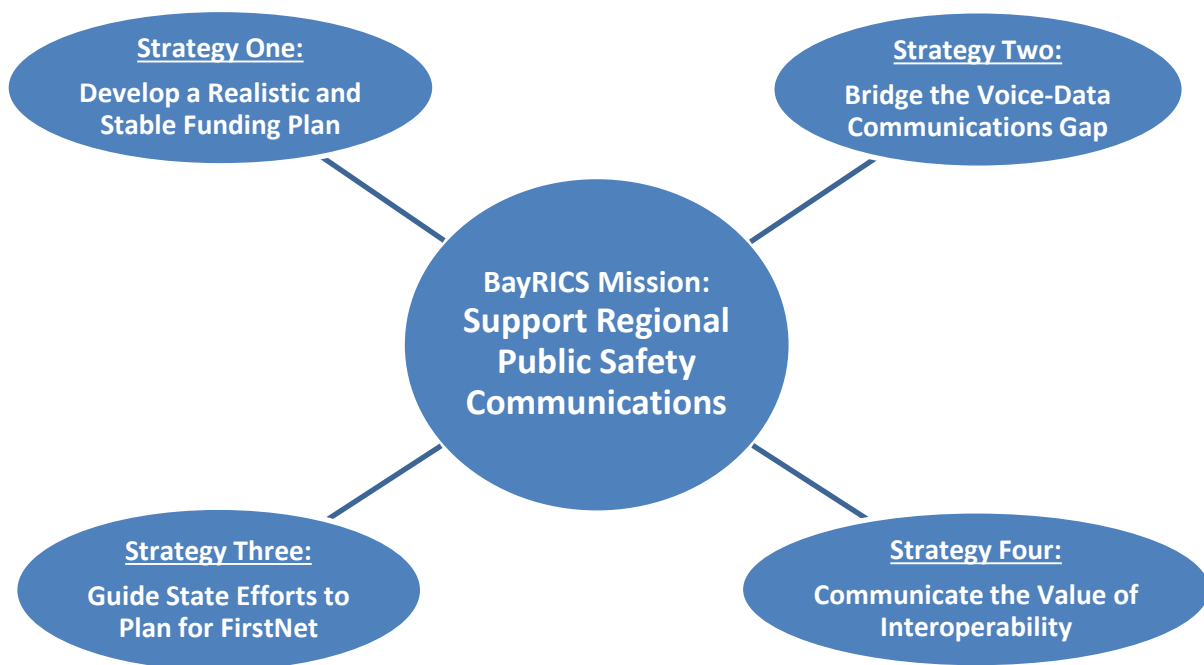 Strategy One:
Develop a Realistic and
Stable Funding Plan
Strategy Two:
Bridge the Voice-Data
Communications Gap
BayRICS Mission:
Support Regional
Public Safety
Communications
Strategy Three:
Guide State Efforts to
Plan for FirstNet
Strategy Four:
Communicate the Value of
Interoperability